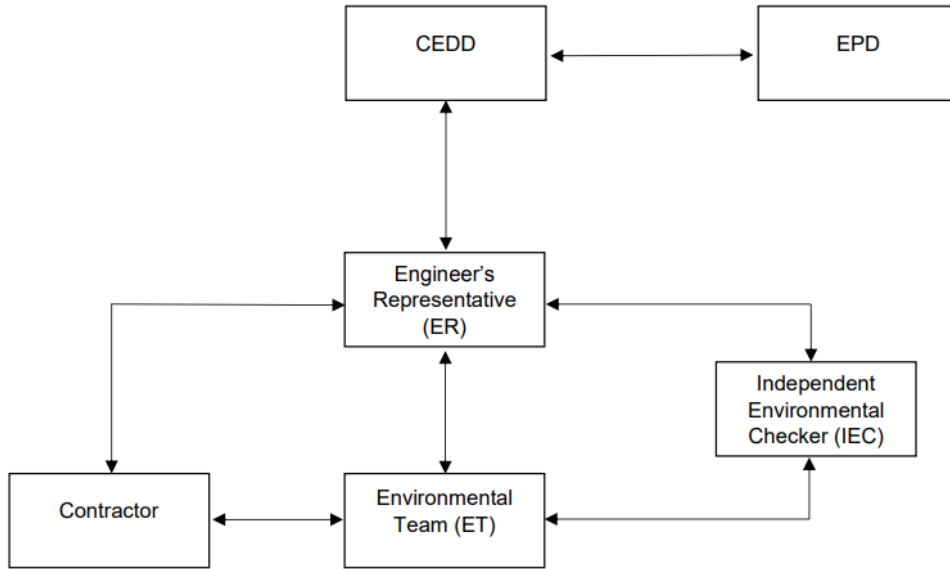 CEDD
EPD
Engineer’s
Representative
(ER)
Independent
Environmental
Checker (IEC)
Contractor
Environmental
Team (ET)